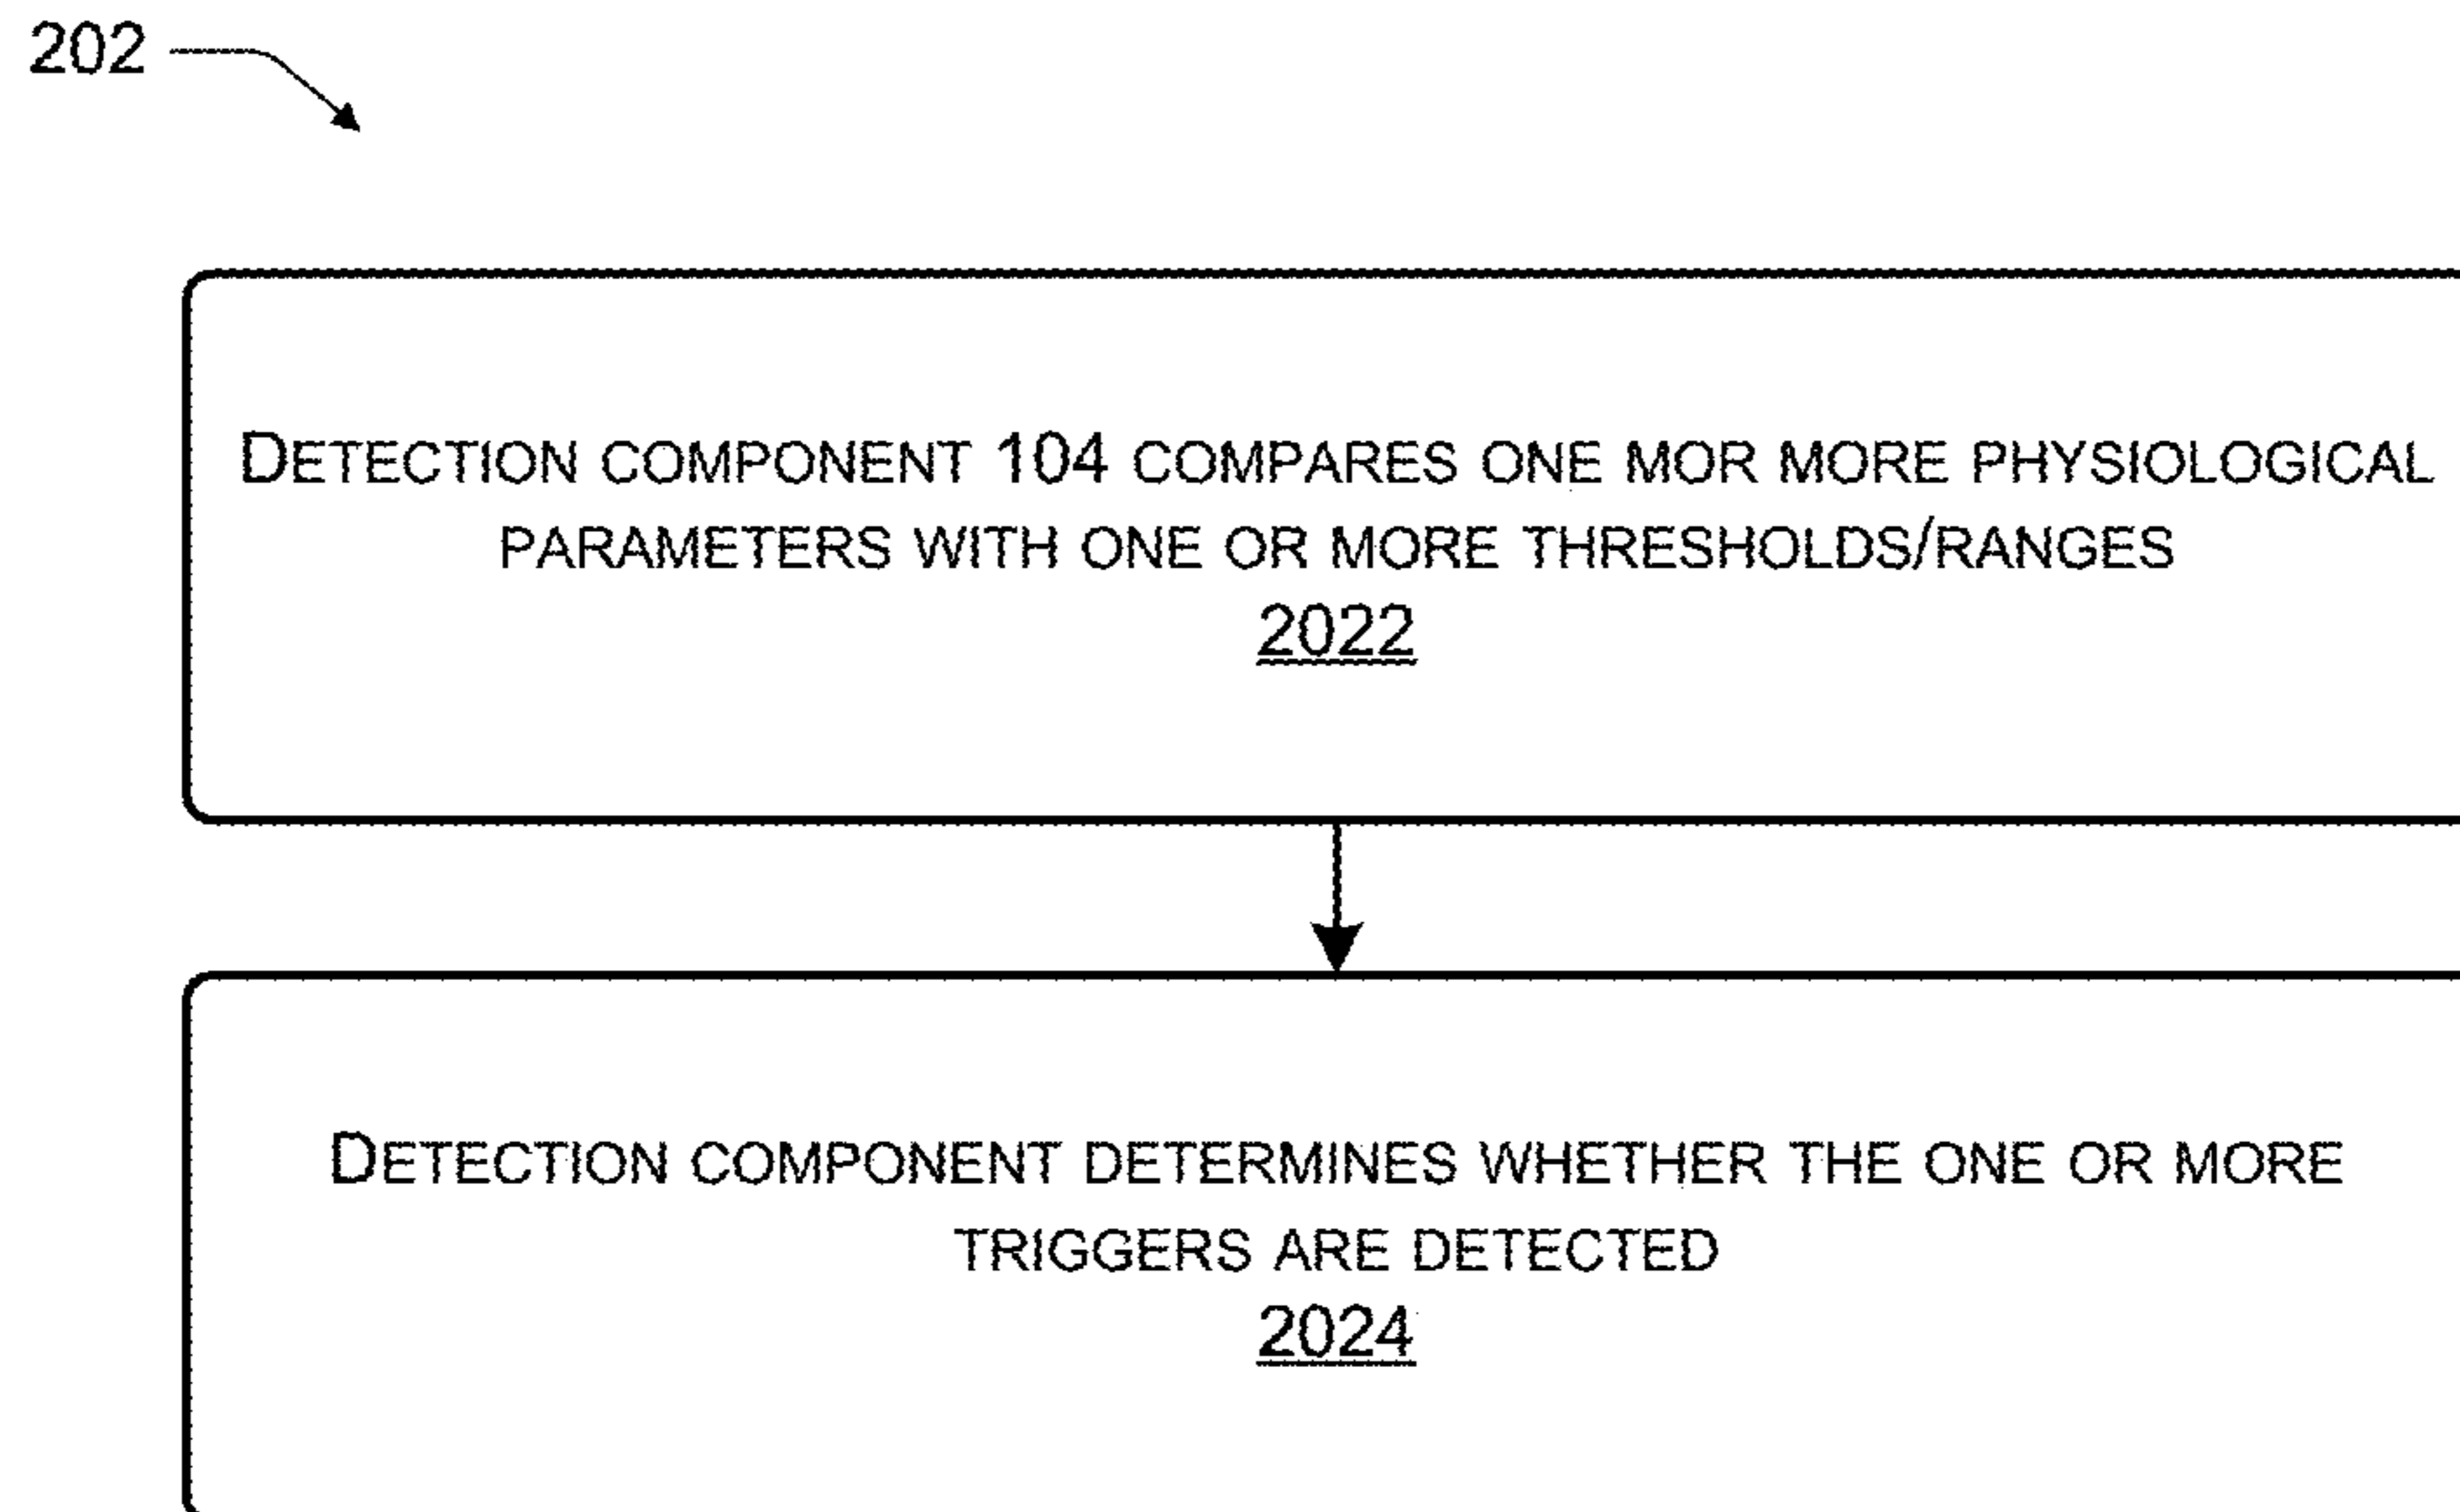 202
DETECTION COMPONENT 104 COMPARES ONE MOR MORE PHYSIOLOGICAL
PARAMETERS WITH ONE OR MORE THRESHOLDS/RANGES
2022
DETECTION COMPONENT DETERMINES WHETHER THE ONE OR MORE
TRIGGERS ARE DETECTED
2024